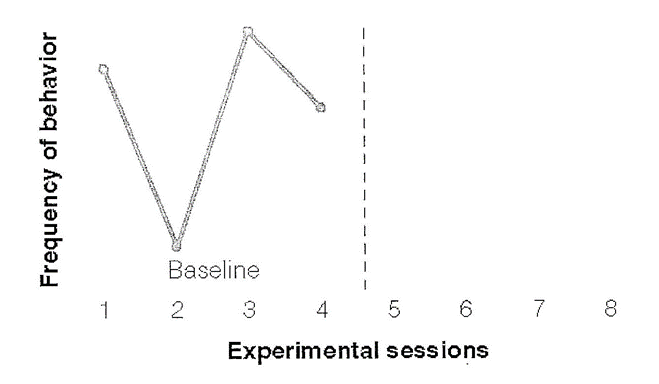 Frequency of behavior
Baseline
1 2 3 4 5 6 7 8
Experimental sessions